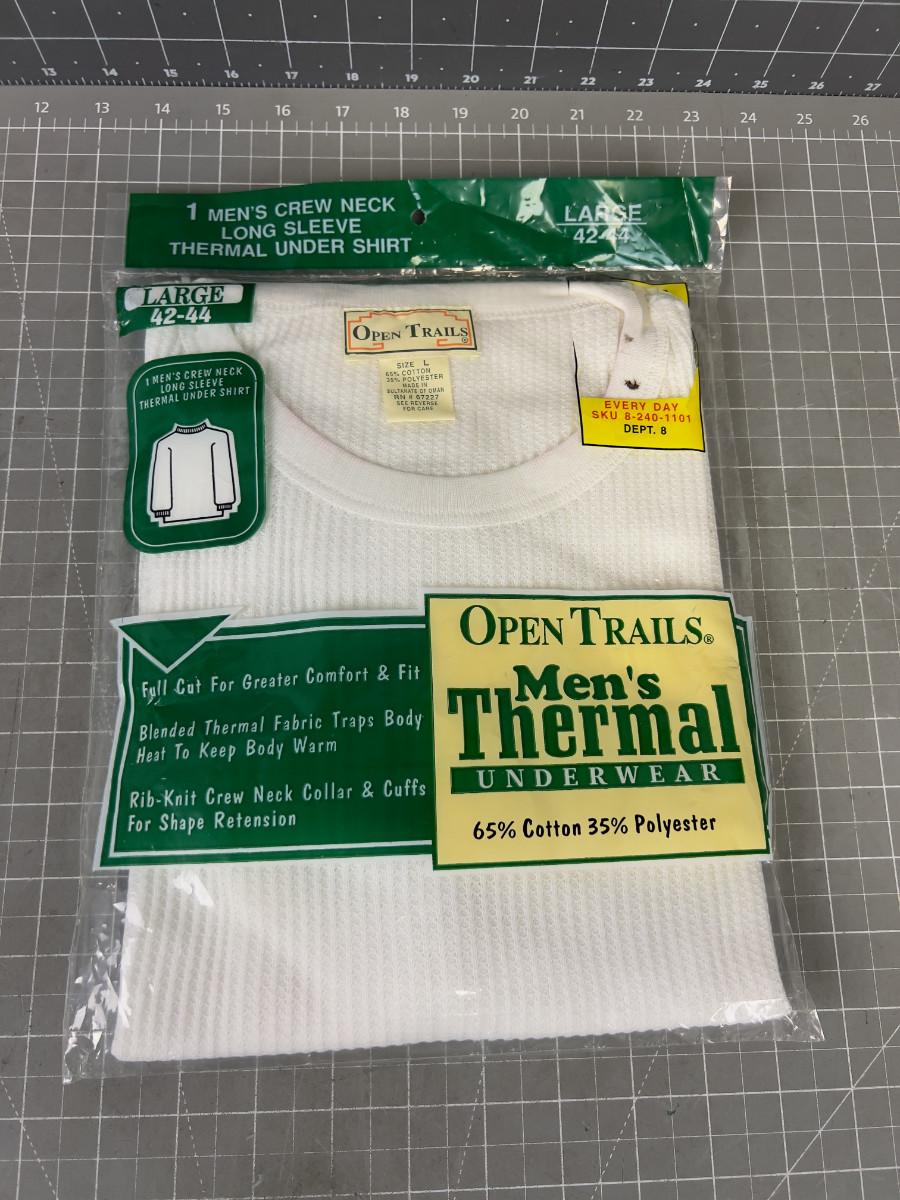 13 14 15 16 17 18 19 20 21 22 23 24 25 26 27
12 13 14 15 16 17 18 19 20 21 22 23 24 25 26
1 MEN'S CREW NECK
LONG SLEEVE
THERMAL UNDER SHIRT
LARGE
42-44
LARGE
42-44
OPEN TRAILS®
SIZE L
65% COTTON
35% POLYESTER
MADE IN
SULTANATE OF OMAN
RN # 67227
SEE REVERSE
FOR CARE
1 MEN'S CREW NECK
LONG SLEEVE
THERMAL UNDER SHIRT
EVERY DAY
SKU 8-240-1101
DEPT. 8
Full Cut For Greater Comfort & Fit
Blended Thermal Fabric Traps Body
Heat To Keep Body Warm
Rib-Knit Crew Neck Collar & Cuffs
For Shape Retension
OPEN TRAILS®
Men's
Thermal
UNDERWEAR
65% Cotton 35% Polyester